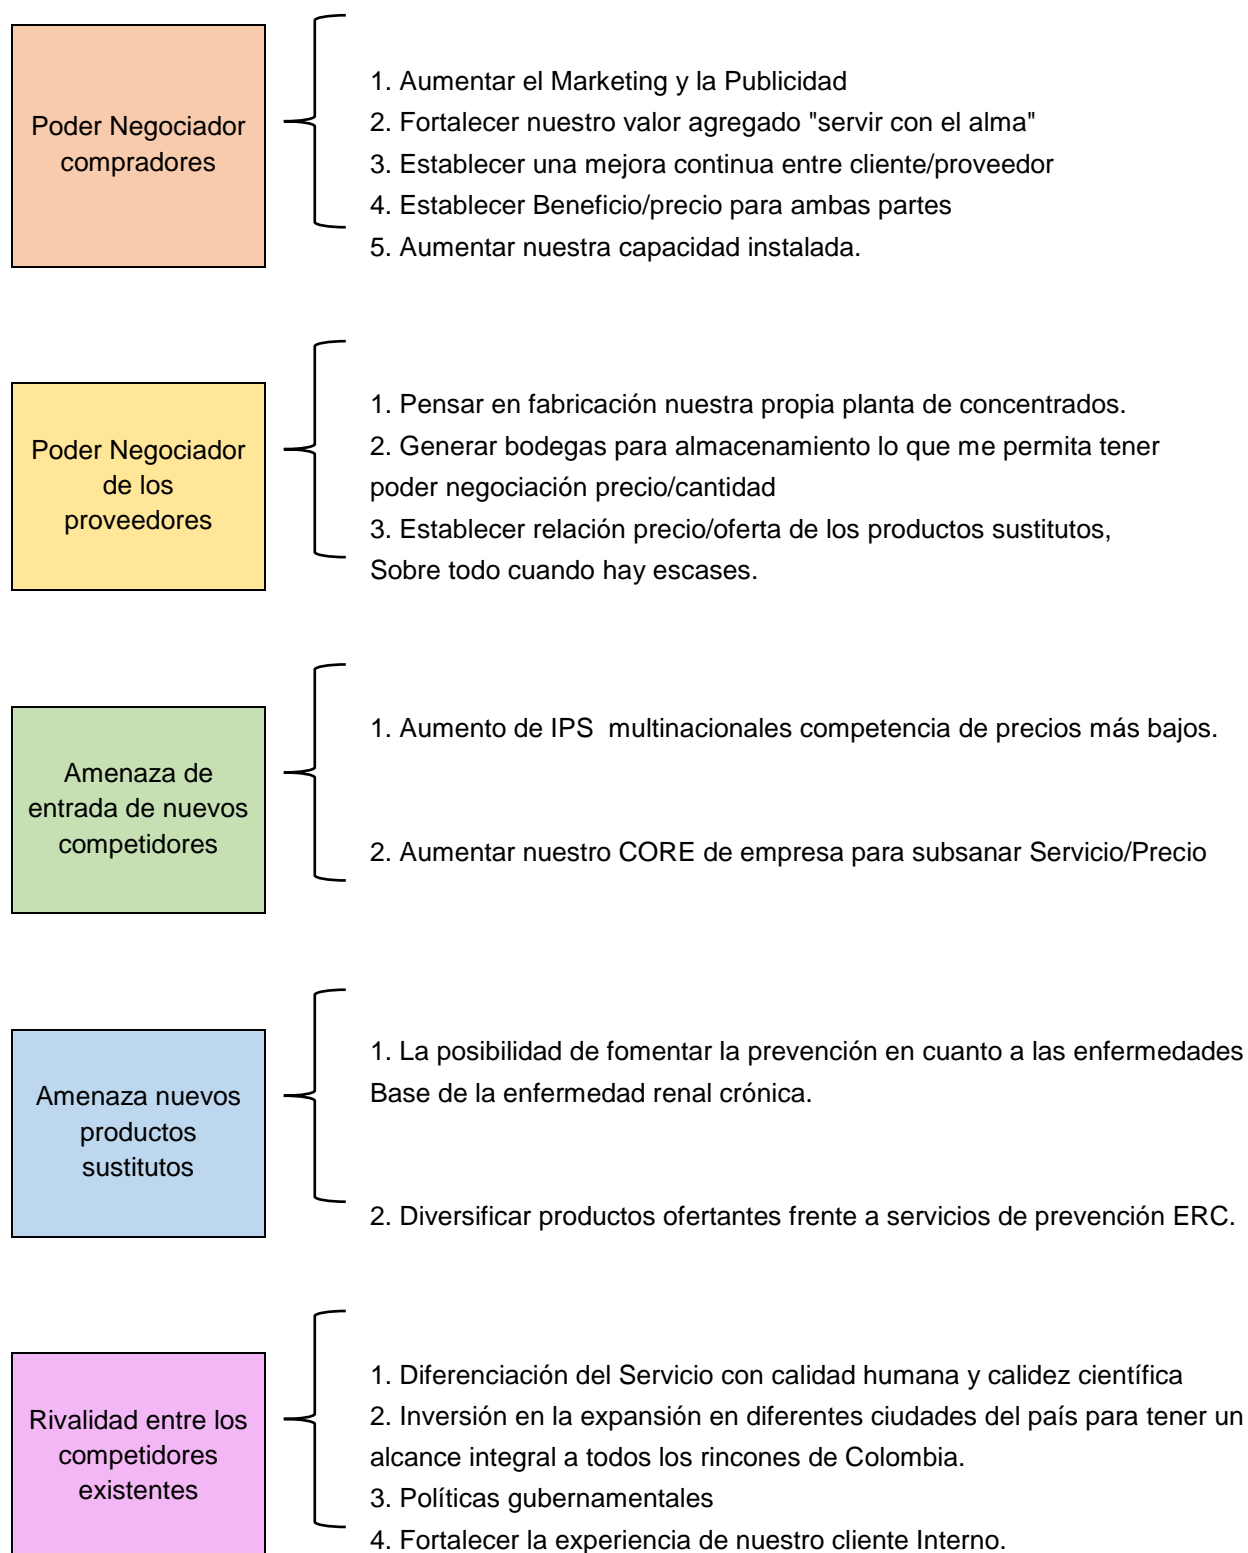 Poder Negociador
compradores
1. Aumentar el Marketing y la Publicidad
2. Fortalecer nuestro valor agregado "servir con el alma"
3. Establecer una mejora continua entre cliente/proveedor
4. Establecer Beneficio/precio para ambas partes
5. Aumentar nuestra capacidad instalada.
Poder Negociador
de los
proveedores
1. Pensar en fabricación nuestra propia planta de concentrados.
2. Generar bodegas para almacenamiento lo que me permita tener
poder negociación precio/cantidad
3. Establecer relación precio/oferta de los productos sustitutos,
Sobre todo cuando hay escases.
Amenaza de
entrada de nuevos
competidores
1. Aumento de IPS  multinacionales competencia de precios más bajos.
2. Aumentar nuestro CORE de empresa para subsanar Servicio/Precio
Amenaza nuevos
productos
sustitutos
1. La posibilidad de fomentar la prevención en cuanto a las enfermedades
Base de la enfermedad renal crónica.
2. Diversificar productos ofertantes frente a servicios de prevención ERC.
Rivalidad entre los
competidores
existentes
1. Diferenciación del Servicio con calidad humana y calidez científica
2. Inversión en la expansión en diferentes ciudades del país para tener un
alcance integral a todos los rincones de Colombia.
3. Políticas gubernamentales
4. Fortalecer la experiencia de nuestro cliente Interno.